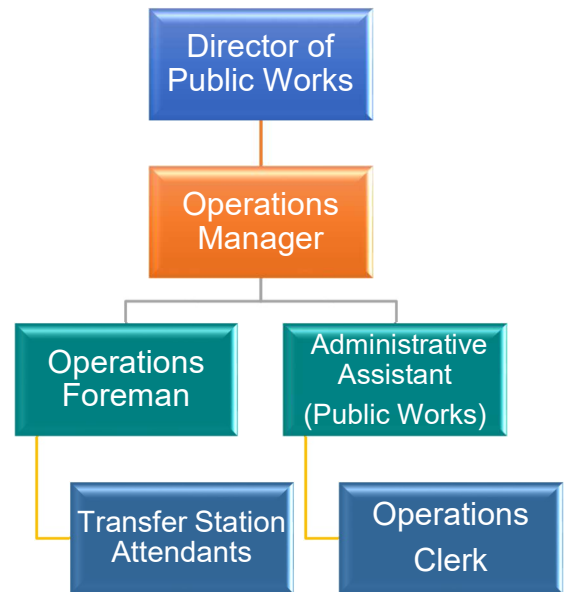 Director of
Public Works
Operations
Manager
Operations
Foreman
Administrative
Assistant
(Public Works)
Transfer Station
Attendants
Operations
Clerk